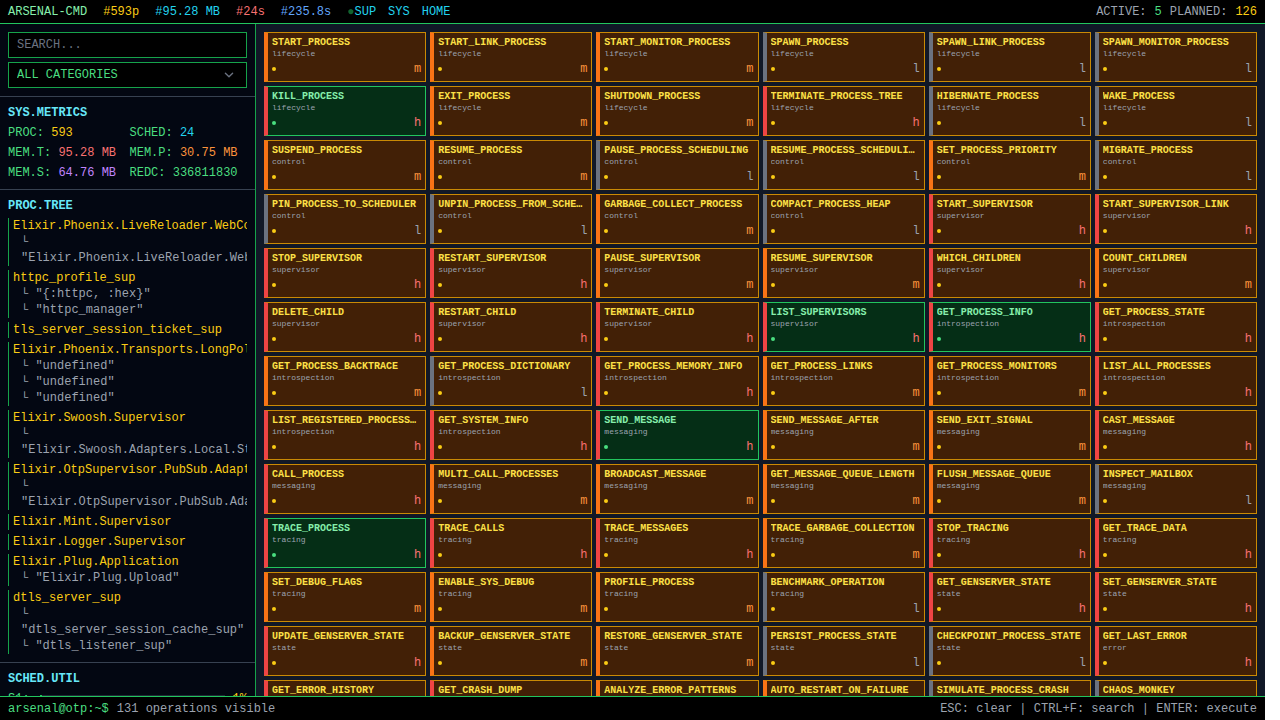 ARSENAL-CMD #593p #95.28 MB #24s #235.8s SUP SYS HOME ACTIVE: 5 PLANNED: 126
SEARCH...
ALL CATEGORIES
SYS.METRICS
PROC: 593 SCHED: 24
MEM.T: 95.28 MB MEM.P: 30.75 MB
MEM.S: 64.76 MB REDC: 336811830
PROC.TREE
Elixir.Phoenix.LiveReloader.WebCo
└
"Elixir.Phoenix.LiveReloader.Web
httpc_profile_sup
└ "{:httpc, :hex}"
└ "httpc_manager"
tls_server_session_ticket_sup
Elixir.Phoenix.Transports.LongPol
└ "undefined"
└ "undefined"
└ "undefined"
Elixir.Swoosh.Supervisor
└
"Elixir.Swoosh.Adapters.Local.St
Elixir.OtpSupervisor.PubSub.Adapt
└
"Elixir.OtpSupervisor.PubSub.Ada
Elixir.Mint.Supervisor
Elixir.Logger.Supervisor
Elixir.Plug.Application
└ "Elixir.Plug.Upload"
dtls_server_sup
└
"dtls_server_session_cache_sup"
└ "dtls_listener_sup"
SCHED.UTIL
START_PROCESS START_LINK_PROCESS START_MONITOR_PROCESS SPAWN_PROCESS SPAWN_LINK_PROCESS SPAWN_MONITOR_PROCESS
lifecycle lifecycle lifecycle lifecycle lifecycle lifecycle
m m m l l l
KILL_PROCESS EXIT_PROCESS SHUTDOWN_PROCESS TERMINATE_PROCESS_TREE HIBERNATE_PROCESS WAKE_PROCESS
lifecycle lifecycle lifecycle lifecycle lifecycle lifecycle
h m m h l l
SUSPEND_PROCESS RESUME_PROCESS PAUSE_PROCESS_SCHEDULING RESUME_PROCESS_SCHEDULI… SET_PROCESS_PRIORITY MIGRATE_PROCESS
control control control control control control
m m l l m l
PIN_PROCESS_TO_SCHEDULER UNPIN_PROCESS_FROM_SCHE… GARBAGE_COLLECT_PROCESS COMPACT_PROCESS_HEAP START_SUPERVISOR START_SUPERVISOR_LINK
control control control control supervisor supervisor
l l m l h h
STOP_SUPERVISOR RESTART_SUPERVISOR PAUSE_SUPERVISOR RESUME_SUPERVISOR WHICH_CHILDREN COUNT_CHILDREN
supervisor supervisor supervisor supervisor supervisor supervisor
h h m m h m
DELETE_CHILD RESTART_CHILD TERMINATE_CHILD LIST_SUPERVISORS GET_PROCESS_INFO GET_PROCESS_STATE
supervisor supervisor supervisor supervisor introspection introspection
h h h h h h
GET_PROCESS_BACKTRACE GET_PROCESS_DICTIONARY GET_PROCESS_MEMORY_INFO GET_PROCESS_LINKS GET_PROCESS_MONITORS LIST_ALL_PROCESSES
introspection introspection introspection introspection introspection introspection
m l h m m h
LIST_REGISTERED_PROCESS… GET_SYSTEM_INFO SEND_MESSAGE SEND_MESSAGE_AFTER SEND_EXIT_SIGNAL CAST_MESSAGE
introspection introspection messaging messaging messaging messaging
h h h m m h
CALL_PROCESS MULTI_CALL_PROCESSES BROADCAST_MESSAGE GET_MESSAGE_QUEUE_LENGTH FLUSH_MESSAGE_QUEUE INSPECT_MAILBOX
messaging messaging messaging messaging messaging messaging
h m m m m l
TRACE_PROCESS TRACE_CALLS TRACE_MESSAGES TRACE_GARBAGE_COLLECTION STOP_TRACING GET_TRACE_DATA
tracing tracing tracing tracing tracing tracing
h h h m h h
SET_DEBUG_FLAGS ENABLE_SYS_DEBUG PROFILE_PROCESS BENCHMARK_OPERATION GET_GENSERVER_STATE SET_GENSERVER_STATE
tracing tracing tracing tracing state state
m m m l h h
UPDATE_GENSERVER_STATE BACKUP_GENSERVER_STATE RESTORE_GENSERVER_STATE PERSIST_PROCESS_STATE CHECKPOINT_PROCESS_STATE GET_LAST_ERROR
state state state state state error
h m m l l h
GET_ERROR_HISTORY GET_CRASH_DUMP ANALYZE_ERROR_PATTERNS AUTO_RESTART_ON_FAILURE SIMULATE_PROCESS_CRASH CHAOS_MONKEY
arsenal@otp:~$ 131 operations visible ESC: clear | CTRL+F: search | ENTER: execute